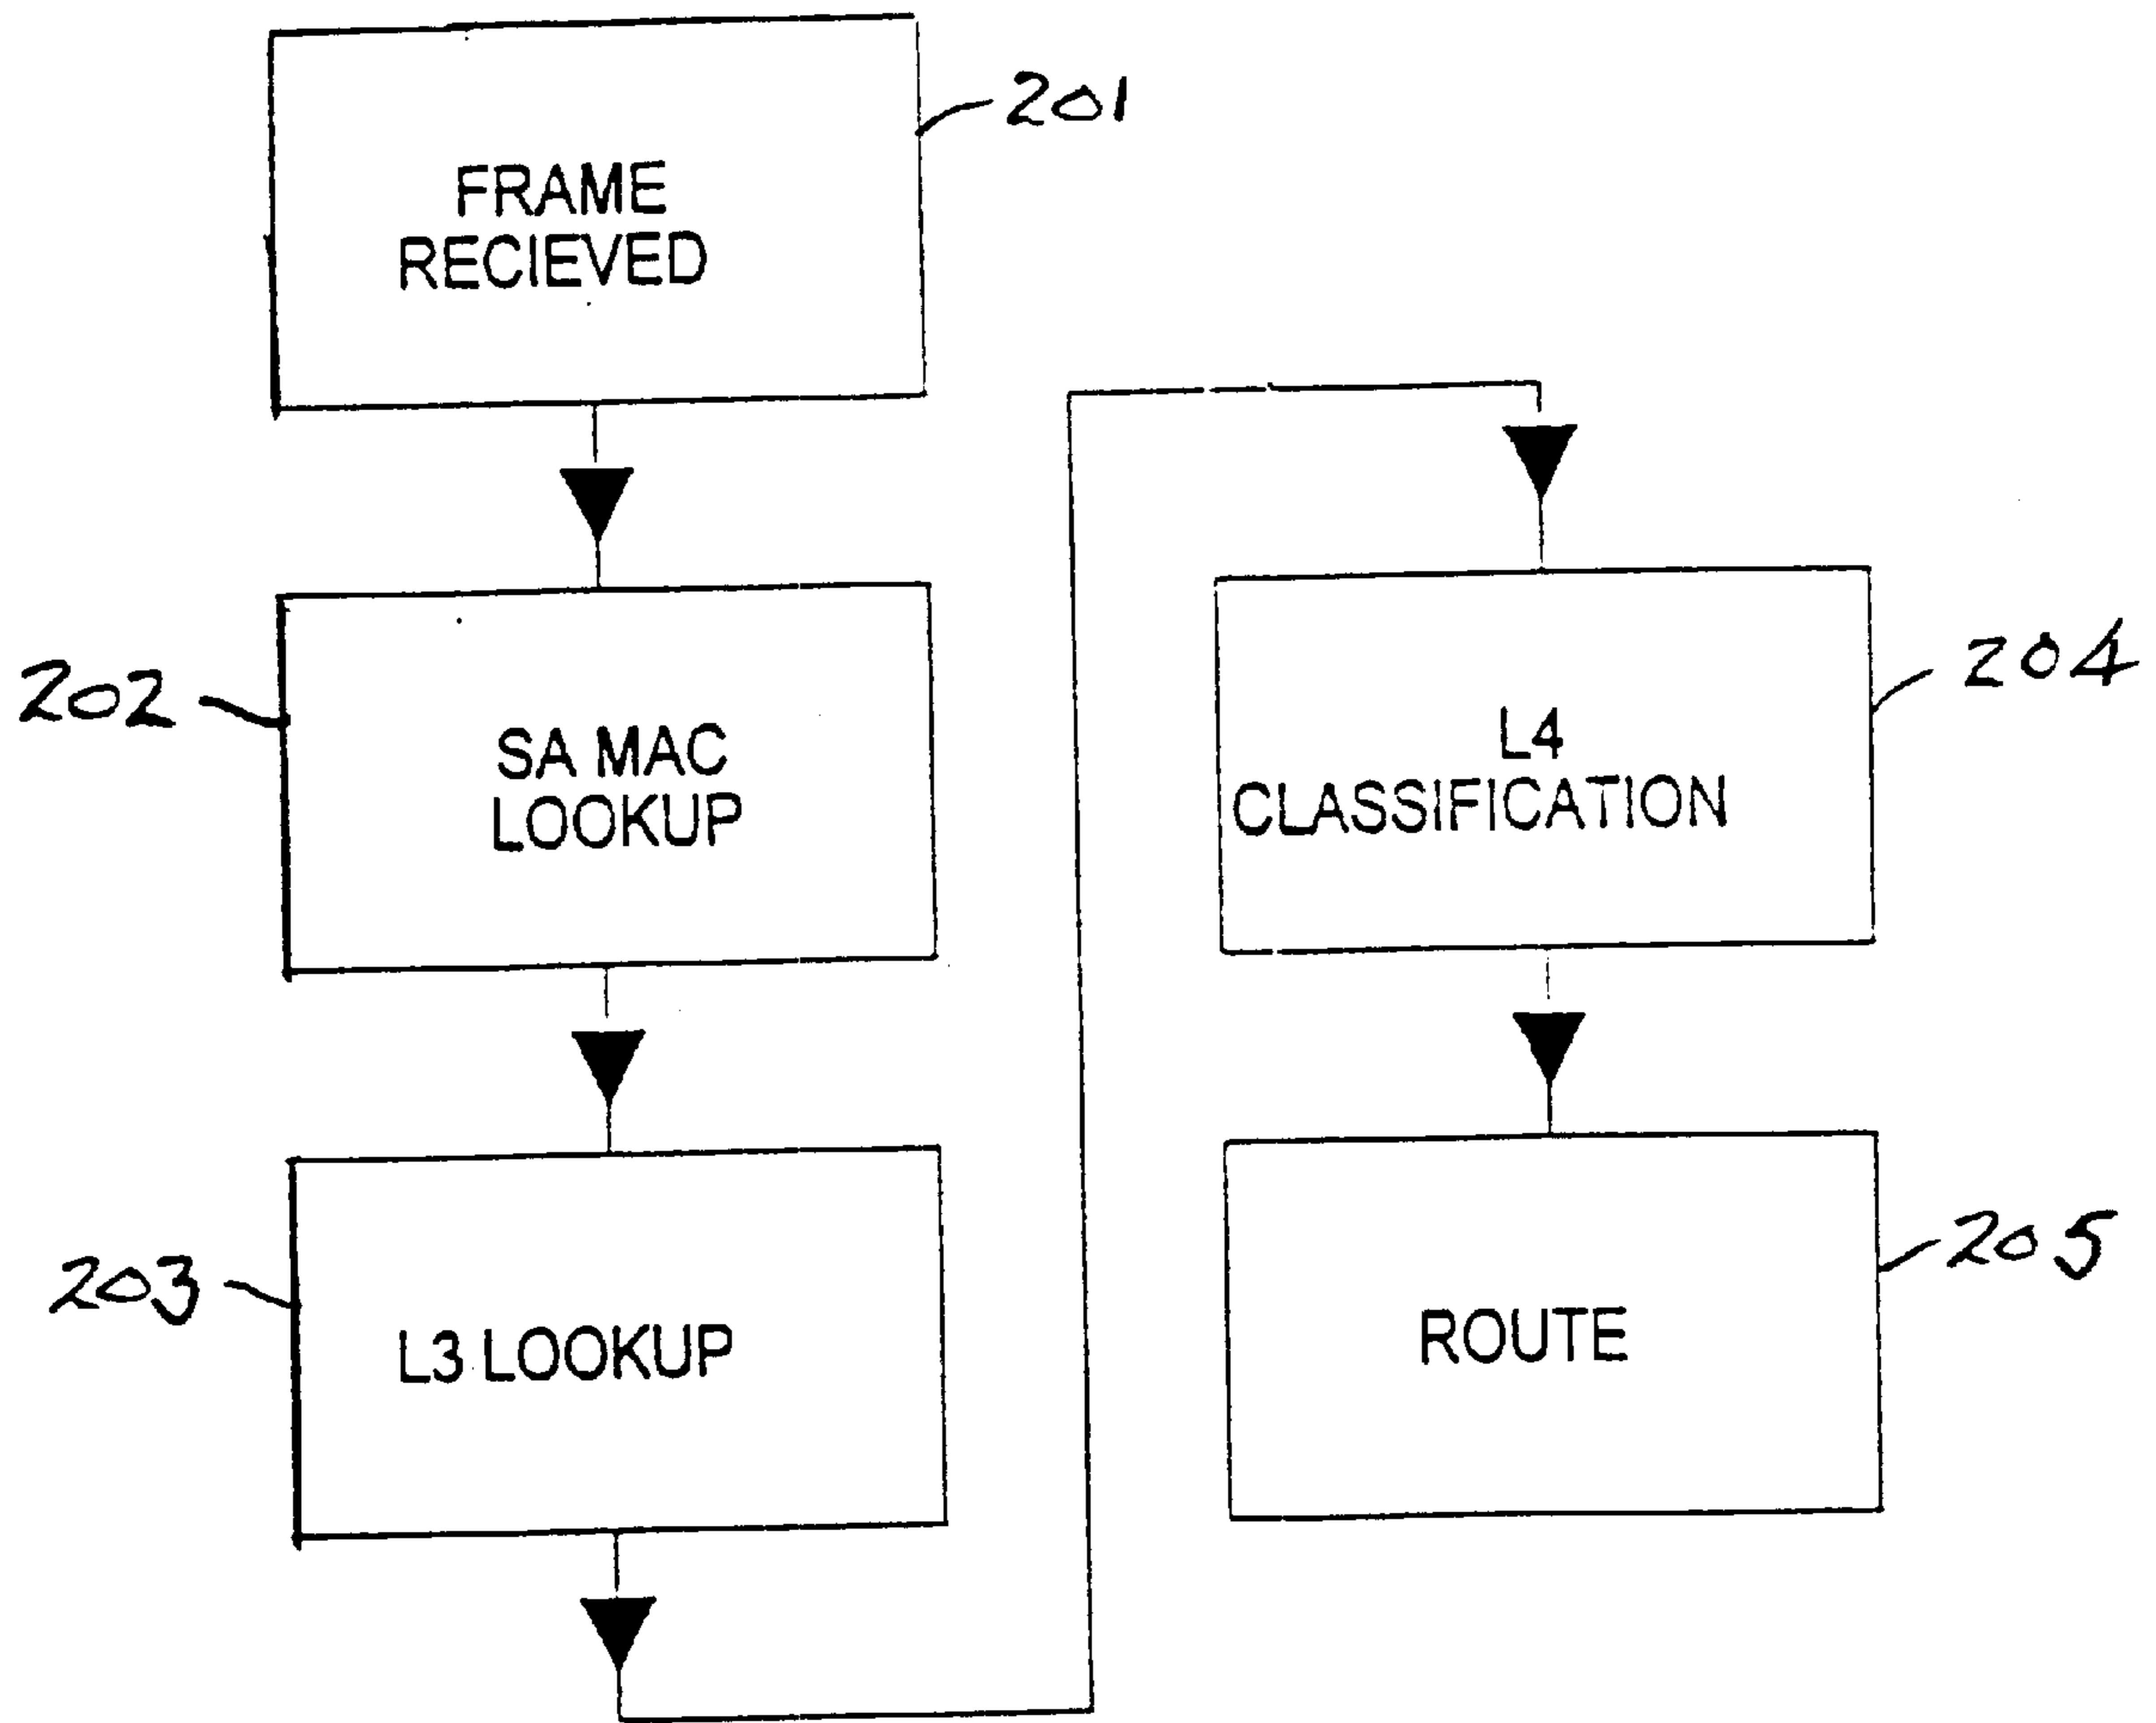 FRAME
RECIEVED
201
202
SA MAC
LOOKUP
203
L3 LOOKUP
204
L4
CLASSIFICATION
205
ROUTE